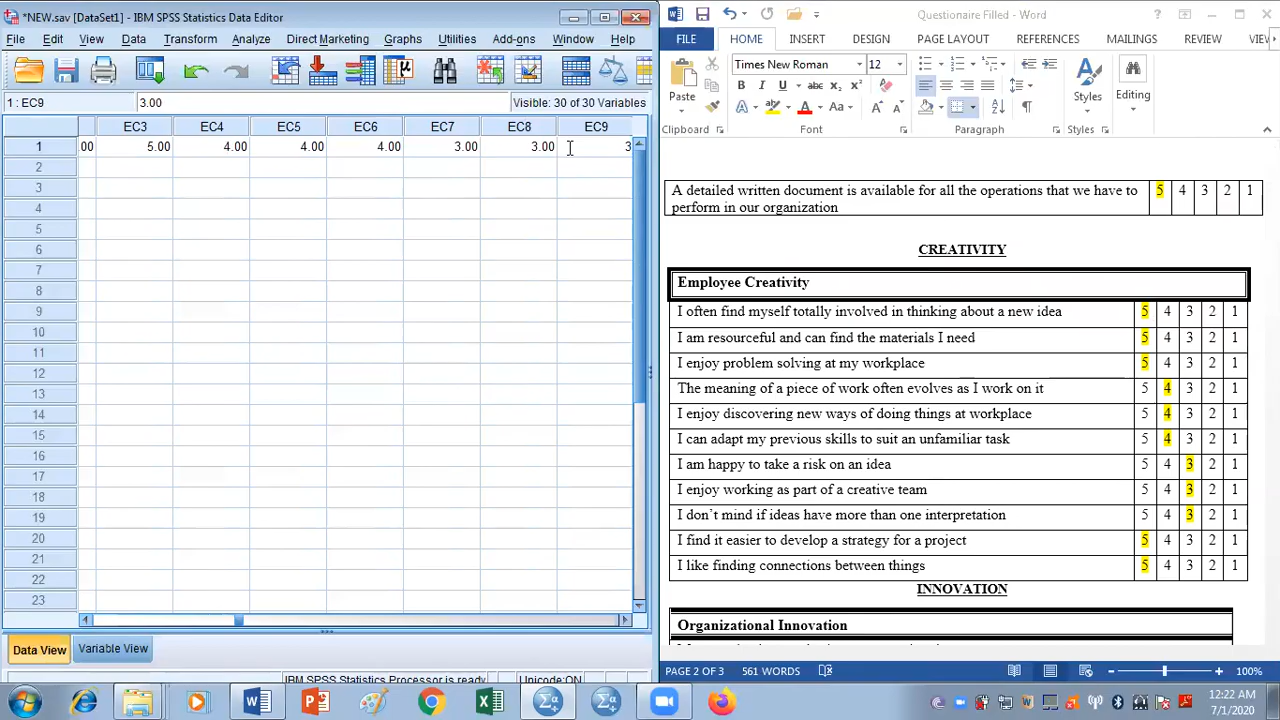 *NEW.sav [DataSet1] - IBM SPSS Statistics Data Editor
File Edit View Data Transform Analyze Direct Marketing Graphs Utilities Add-ons Window Help
1 : EC9 3.00 Visible: 30 of 30 Variables
EC3 EC4 EC5 EC6 EC7 EC8 EC9
1 00 5.00 4.00 4.00 4.00 3.00 3.00 3
2
3
4
5
6
7
8
9
10
11
12
13
14
15
16
17
18
19
20
21
22
23
Data View Variable View
IBM SPSS Statistics Processor is ready Unicode:ON
Questionaire Filled - Word
FILE HOME INSERT DESIGN PAGE LAYOUT REFERENCES MAILINGS REVIEW
Times New Roman 12
Paste Styles Editing
Clipboard Font Paragraph Styles
A detailed written document is available for all the operations that we have to 5 4 3 2 1
perform in our organization
CREATIVITY
Employee Creativity
I often find myself totally involved in thinking about a new idea 5 4 3 2 1
I am resourceful and can find the materials I need 5 4 3 2 1
I enjoy problem solving at my workplace 5 4 3 2 1
The meaning of a piece of work often evolves as I work on it 5 4 3 2 1
I enjoy discovering new ways of doing things at workplace 5 4 3 2 1
I can adapt my previous skills to suit an unfamiliar task 5 4 3 2 1
I am happy to take a risk on an idea 5 4 3 2 1
I enjoy working as part of a creative team 5 4 3 2 1
I don't mind if ideas have more than one interpretation 5 4 3 2 1
I find it easier to develop a strategy for a project 5 4 3 2 1
I like finding connections between things 5 4 3 2 1
INNOVATION
Organizational Innovation
PAGE 2 OF 3 561 WORDS 100%
12:22 AM
7/1/2020